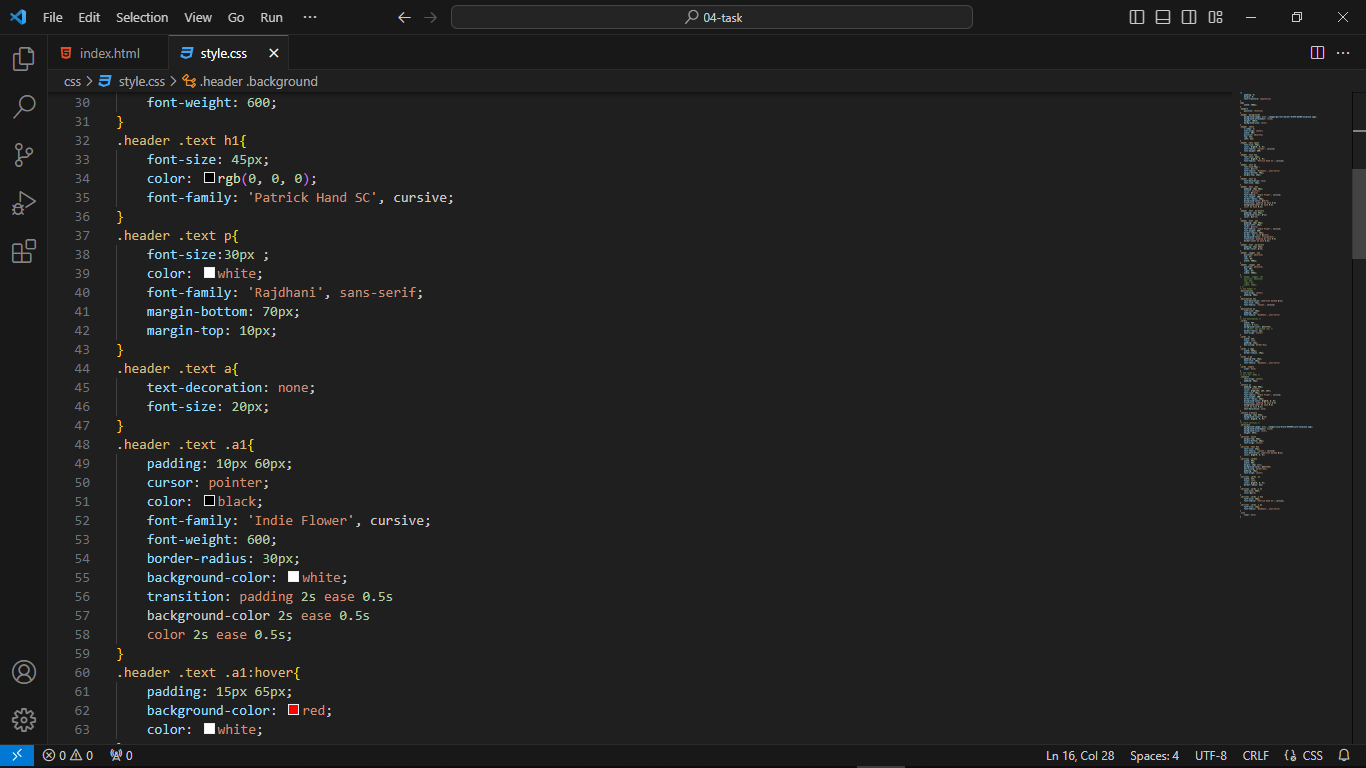 File Edit Selection View Go Run ··· 04-task
index.html style.css
css > style.css > .header .background
30 font-weight: 600;
31 }
32 .header .text h1{
33 font-size: 45px;
34 color: rgb(0, 0, 0);
35 font-family: 'Patrick Hand SC', cursive;
36 }
37 .header .text p{
38 font-size:30px ;
39 color: white;
40 font-family: 'Rajdhani', sans-serif;
41 margin-bottom: 70px;
42 margin-top: 10px;
43 }
44 .header .text a{
45 text-decoration: none;
46 font-size: 20px;
47 }
48 .header .text .a1{
49 padding: 10px 60px;
50 cursor: pointer;
51 color: black;
52 font-family: 'Indie Flower', cursive;
53 font-weight: 600;
54 border-radius: 30px;
55 background-color: white;
56 transition: padding 2s ease 0.5s
57 background-color 2s ease 0.5s
58 color 2s ease 0.5s;
59 }
60 .header .text .a1:hover{
61 padding: 15px 65px;
62 background-color: red;
63 color: white;
0 0 0 Ln 16, Col 28 Spaces: 4 UTF-8 CRLF {} CSS